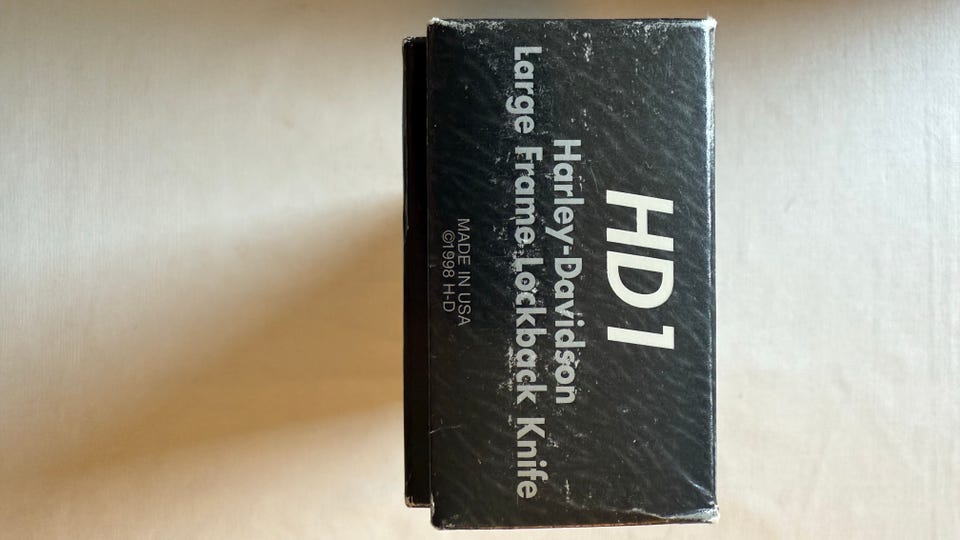 HD1
Harley-Davidson
Large Frame Lockback Knife
MADE IN USA
©1998 H-D